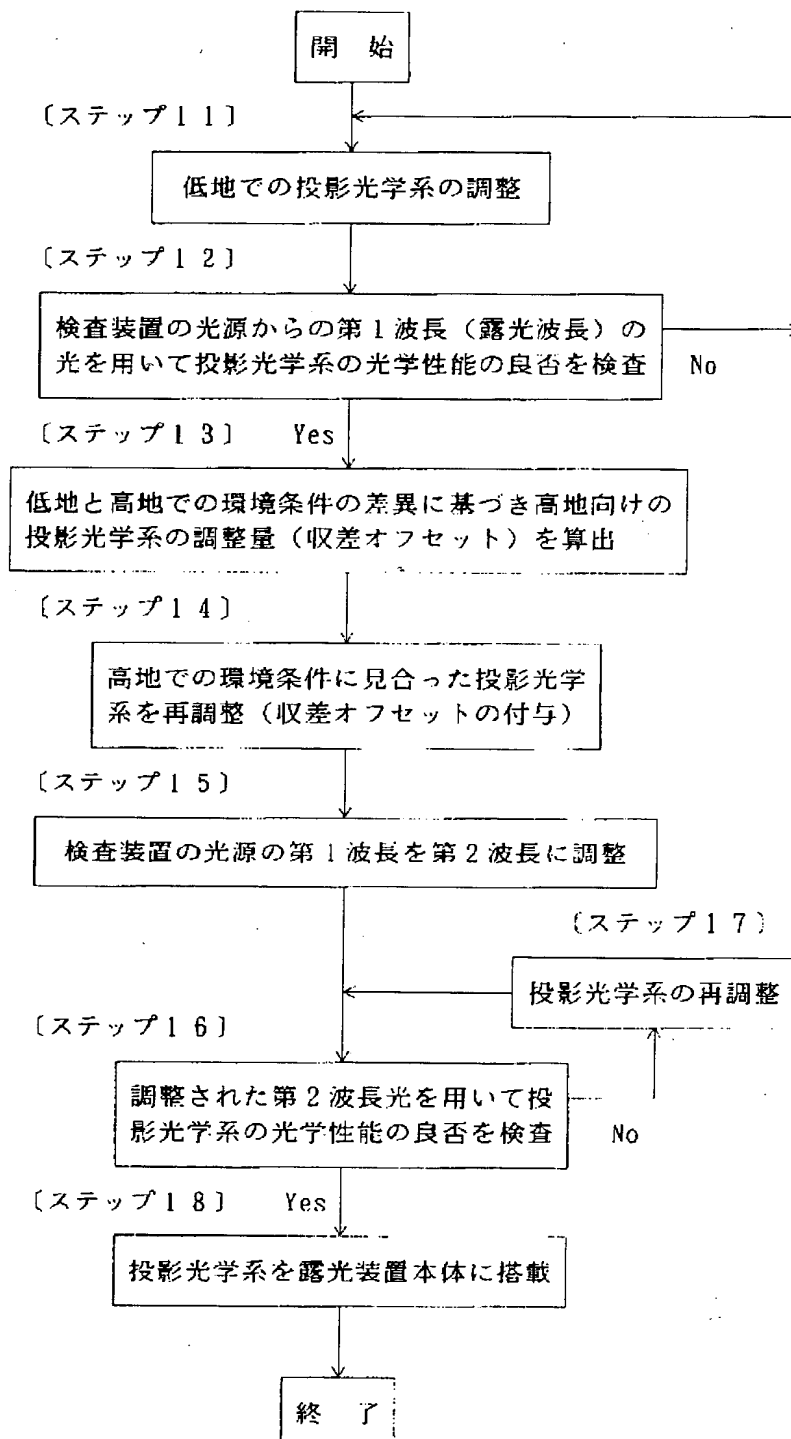 開 始
〔ステップ11〕
低地での投影光学系の調整
〔ステップ12〕
検査装置の光源からの第1波長（露光波長）の
光を用いて投影光学系の光学性能の良否を検査
No
〔ステップ13〕 Yes
低地と高地での環境条件の差異に基づき高地向けの
投影光学系の調整量（収差オフセット）を算出
〔ステップ14〕
高地での環境条件に見合った投影光学
系を再調整（収差オフセットの付与）
〔ステップ15〕
検査装置の光源の第1波長を第2波長に調整
〔ステップ17〕
投影光学系の再調整
〔ステップ16〕
調整された第2波長光を用いて投
影光学系の光学性能の良否を検査
No
〔ステップ18〕 Yes
投影光学系を露光装置本体に搭載
終 了